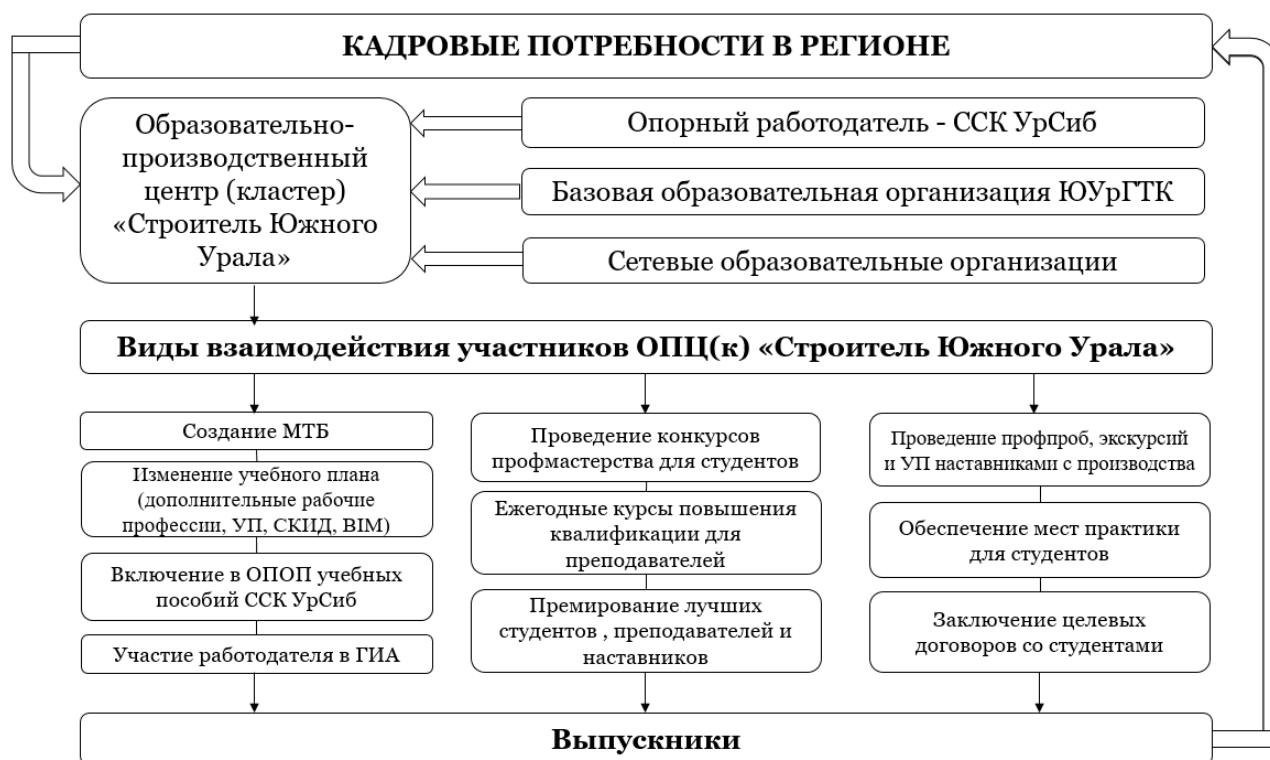 КАДРОВЫЕ ПОТРЕБНОСТИ В РЕГИОНЕ
Образовательно-
производственный
центр (кластер)
«Строитель Южного
Урала»
Опорный работодатель - ССК УрСиб
Базовая образовательная организация ЮУрГТК
Сетевые образовательные организации
Виды взаимодействия участников ОПЦ(к) «Строитель Южного Урала»
Создание МТБ
Изменение учебного плана
(дополнительные рабочие
профессии, УП, СКИД, BIM)
Включение в ОПОП учебных
пособий ССК УрСиб
Участие работодателя в ГИА
Проведение конкурсов
профмастерства для студентов
Ежегодные курсы повышения
квалификации для
преподавателей
Премирование лучших
студентов , преподавателей и
наставников
Проведение профпроб, экскурсий
и УП наставниками с производства
Обеспечение мест практики
для студентов
Заключение целевых
договоров со студентами
Выпускники